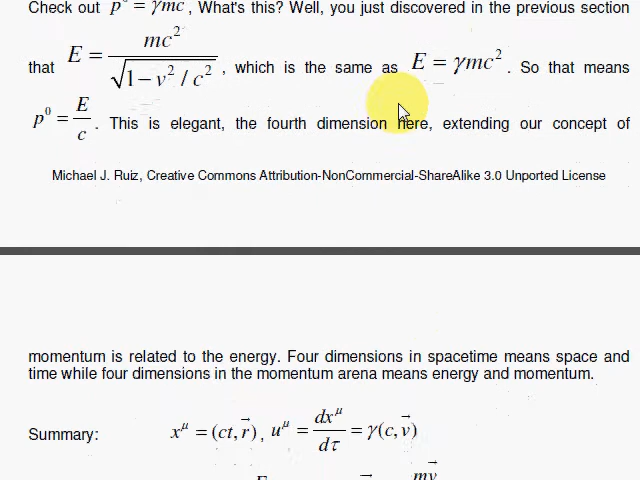 Check out p⁰ = γmc , What's this? Well, you just discovered in the previous section
that E = mc² / √(1 − v² / c²) , which is the same as E = γmc² . So that means
p⁰ = E / c . This is elegant, the fourth dimension here, extending our concept of
Michael J. Ruiz, Creative Commons Attribution-NonCommercial-ShareAlike 3.0 Unported License
momentum is related to the energy. Four dimensions in spacetime means space and
time while four dimensions in the momentum arena means energy and momentum.
Summary: x^μ = (ct, r⃗) , u^μ = dx^μ / dτ = γ(c, v⃗)